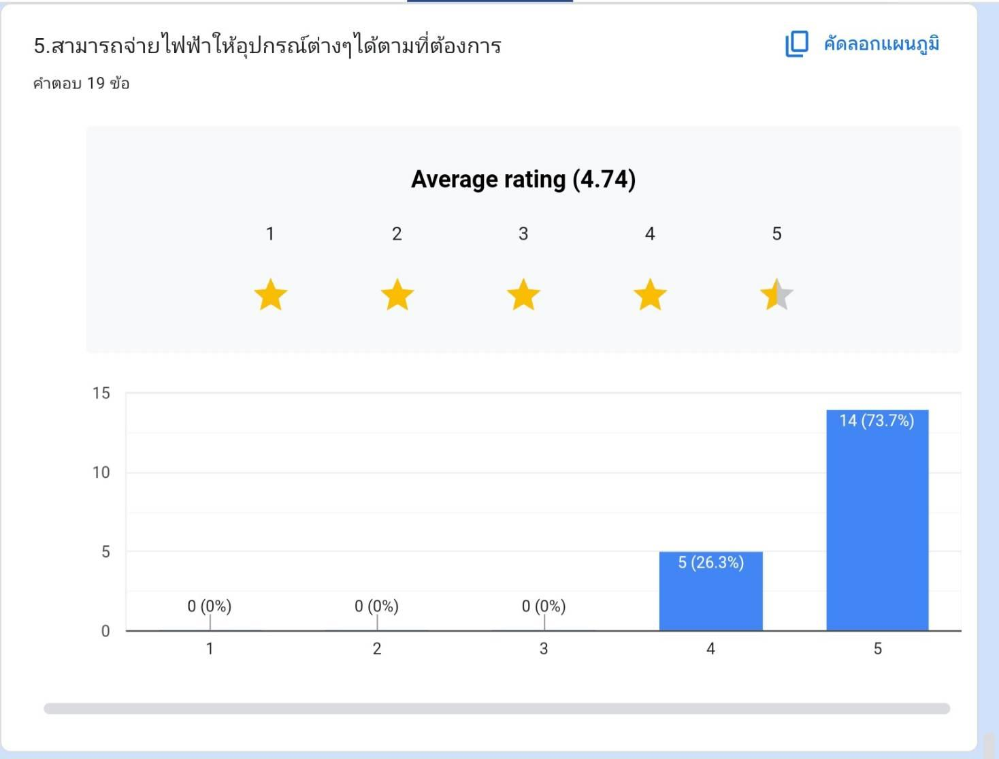 5.สามารถจ่ายไฟฟ้าให้อุปกรณ์ต่างๆได้ตามที่ต้องการ
คัดลอกแผนภูมิ
คำตอบ 19 ข้อ
Average rating (4.74)
1 2 3 4 5
15
14 (73.7%)
10
5
5 (26.3%)
0 (0%) 0 (0%) 0 (0%)
0
1 2 3 4 5